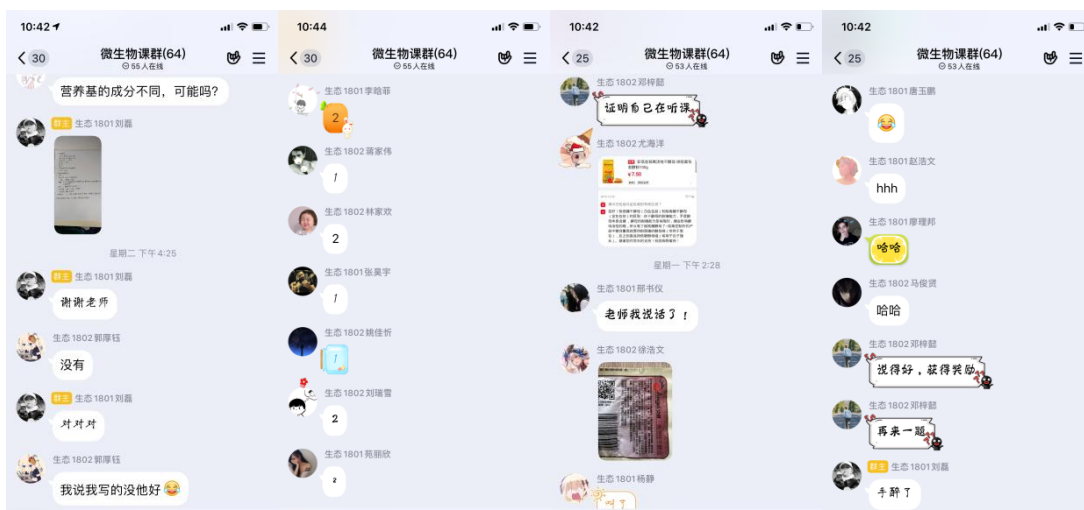 10:42
30
微生物课群(64)
55人在线
营养基的成分不同，可能吗?
群主 生态1801刘磊
星期二 下午4:25
群主 生态1801刘磊
谢谢老师
生态1802郭厚钰
没有
群主 生态1801刘磊
对对对
生态1802郭厚钰
我说我写的没他好
10:44
30
微生物课群(64)
55人在线
生态1801李晗菲
2
生态1802蒋家伟
1
生态1802林家欢
2
生态1801张昊宇
1
生态1802姚佳忻
1
生态1802刘瑞雪
2
生态1801苑丽欣
2
10:42
25
微生物课群(64)
53人在线
生态1802邓梓懿
证明自己在听课
生态1802尤海洋
¥7.50
星期一 下午2:28
生态1801邢书仪
老师我说话了！
生态1802徐浩文
生态1801杨静
10:42
25
微生物课群(64)
53人在线
生态1801唐玉鹏
生态1801赵浩文
hhh
生态1801廖理邦
哈哈
生态1802马俊贤
哈哈
生态1802邓梓懿
说得好，获得奖励
生态1802邓梓懿
再来一题
群主 生态1801刘磊
手醉了